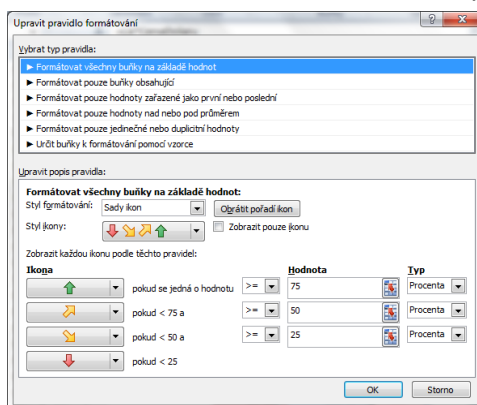 Upravit pravidlo formátování
Vybrat typ pravidla:
► Formátovat všechny buňky na základě hodnot
► Formátovat pouze buňky obsahující
► Formátovat pouze hodnoty zařazené jako první nebo poslední
► Formátovat pouze hodnoty nad nebo pod průměrem
► Formátovat pouze jedinečné nebo duplicitní hodnoty
► Určit buňky k formátování pomocí vzorce
Upravit popis pravidla:
Formátovat všechny buňky na základě hodnot:
Styl formátování: Sady ikon Obrátit pořadí ikon
Styl ikony: Zobrazit pouze ikonu
Zobrazit každou ikonu podle těchto pravidel:
Ikona Hodnota Typ
pokud se jedná o hodnotu >= 75 Procenta
pokud < 75 a >= 50 Procenta
pokud < 50 a >= 25 Procenta
pokud < 25
OK Storno